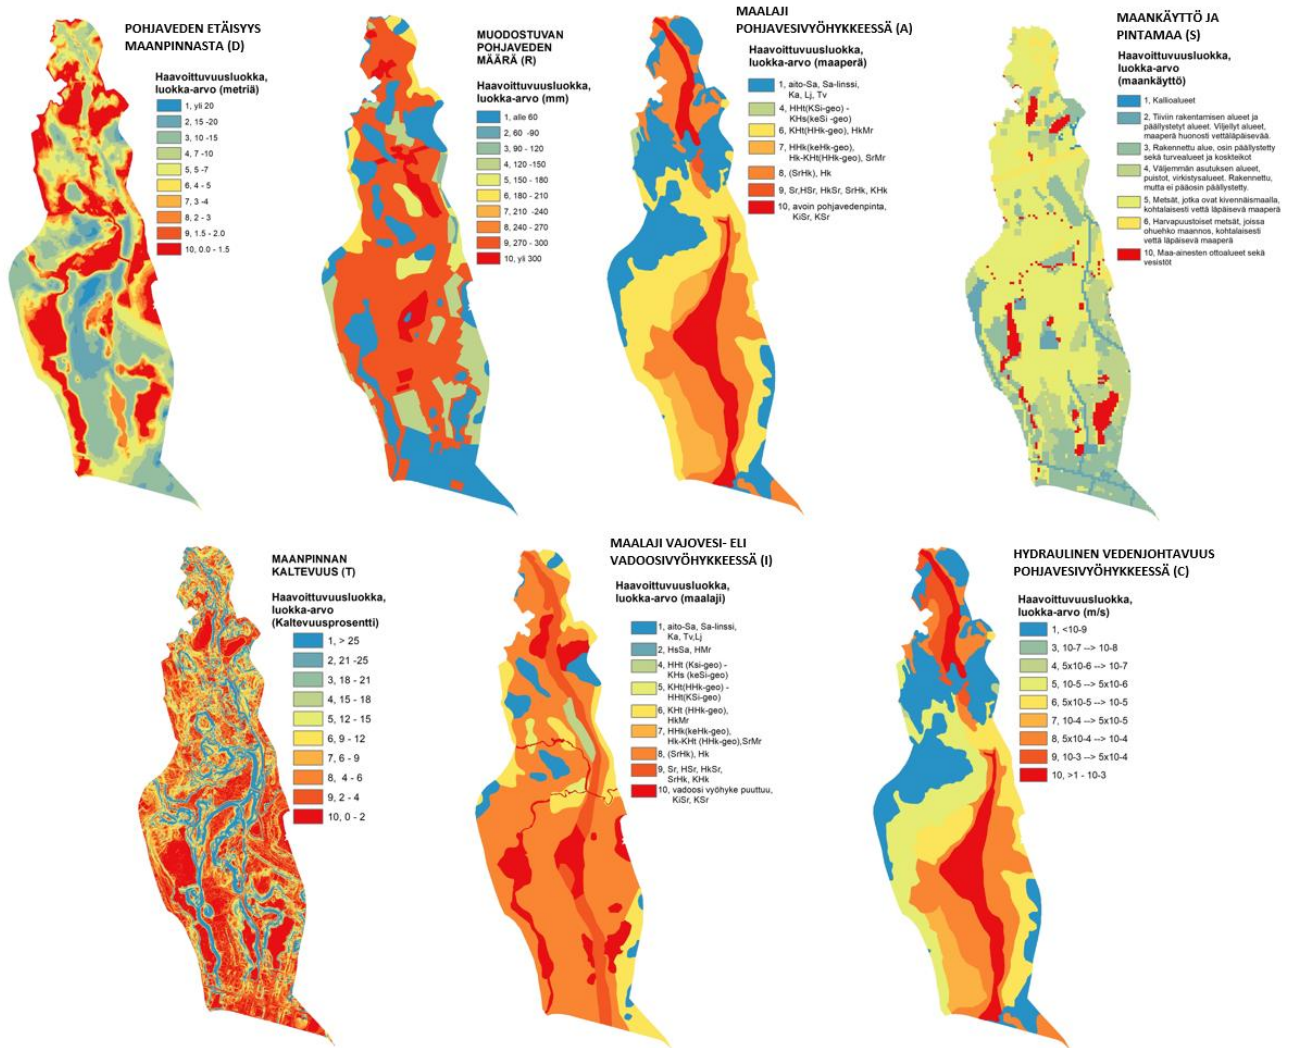 POHJAVEDEN ETÄISYYS
MAANPINNASTA (D)
Haavoittuvuusluokka,
luokka-arvo (metriä)
1, yli 20
2, 15 -20
3, 10-15
4, 7 -10
5, 5 -7
6, 4 - 5
7, 3 -4
8, 2 - 3
9, 1.5 - 2.0
10, 0.0 - 1.5
MUODOSTUVAN
POHJAVEDEN
MÄÄRÄ (R)
Haavoittuvuusluokka,
luokka-arvo (mm)
1, alle 60
2, 60 -90
3, 90 - 120
4, 120 -150
5, 150 - 180
6, 180 - 210
7, 210 -240
8, 240 - 270
9, 270 - 300
10, yli 300
MAALAJI
POHJAVESIVYÖHYKKEESSÄ (A)
Haavoittuvuusluokka,
luokka-arvo (maaperä)
1, aito-Sa, Sa-linssi,
Ka, Lj, Tv
4, HHt(KSi-geo) -
KHs(keSi -geo)
6, KHt(HHk-geo), HkMr
7, HHk(keHk-geo),
Hk-KHt(HHk-geo), SrMr
8, (SrHk), Hk
9, Sr,HSr, HkSr, SrHk, KHk
10, avoin pohjavedenpinta,
KiSr, KSr
MAANKÄYTTÖ JA
PINTAMAA (S)
Haavoittuvuusluokka,
luokka-arvo
(maankäyttö)
1, Kallioalueet
2, Tiiviin rakentamisen alueet ja
päällystetyt alueet. Viljellyt alueet,
maaperä huonosti vettäläpäisevää.
3, Rakennettu alue, osin päällystetty
sekä turvealueet ja koskteikot
4, Väljemmän asutuksen alueet,
puistot, virkistysalueet. Rakennettu,
mutta ei pääosin päällystetty.
5, Metsät, jotka ovat kivennäismaalla,
kohtalaisesti vettä läpäisevä maaperä
6, Harvapuustoiset metsät, joissa
ohuehko maannos, kohtalaisesti
vettä läpäisevä maaperä
10, Maa-ainesten ottoalueet sekä
vesistöt
MAANPINNAN
KALTEVUUS (T)
Haavoittuvuusluokka,
luokka-arvo
(Kaltevuusprosentti)
1, > 25
2, 21 -25
3, 18 - 21
4, 15 - 18
5, 12 - 15
6, 9 - 12
7, 6 - 9
8, 4 - 6
9, 2 - 4
10, 0 - 2
MAALAJI VAJOVESI- ELI
VADOOSIVYÖHYKKEESSÄ (I)
Haavoittuvuusluokka,
luokka-arvo (maalaji)
1, aito-Sa, Sa-linssi,
Ka, Tv,Lj
2, HsSa, HMr
4, HHt (Ksi-geo) -
KHs (keSi-geo)
5, KHt(HHk-geo) -
HHt(KSi-geo)
6, KHt (HHk-geo),
HkMr
7, HHk(keHk-geo),
Hk-KHt (HHk-geo),SrMr
8, (SrHk), Hk
9, Sr, HSr, HkSr,
SrHk, KHk
10, vadoosi vyöhyke puuttuu,
KiSr, KSr
HYDRAULINEN VEDENJOHTAVUUS
POHJAVESIVYÖHYKKEESSÄ (C)
Haavoittuvuusluokka,
luokka-arvo (m/s)
1, <10-9
3, 10-7 --> 10-8
4, 5x10-6 --> 10-7
5, 10-5 --> 5x10-6
6, 5x10-5 --> 10-5
7, 10-4 --> 5x10-5
8, 5x10-4 --> 10-4
9, 10-3 --> 5x10-4
10, >1 - 10-3